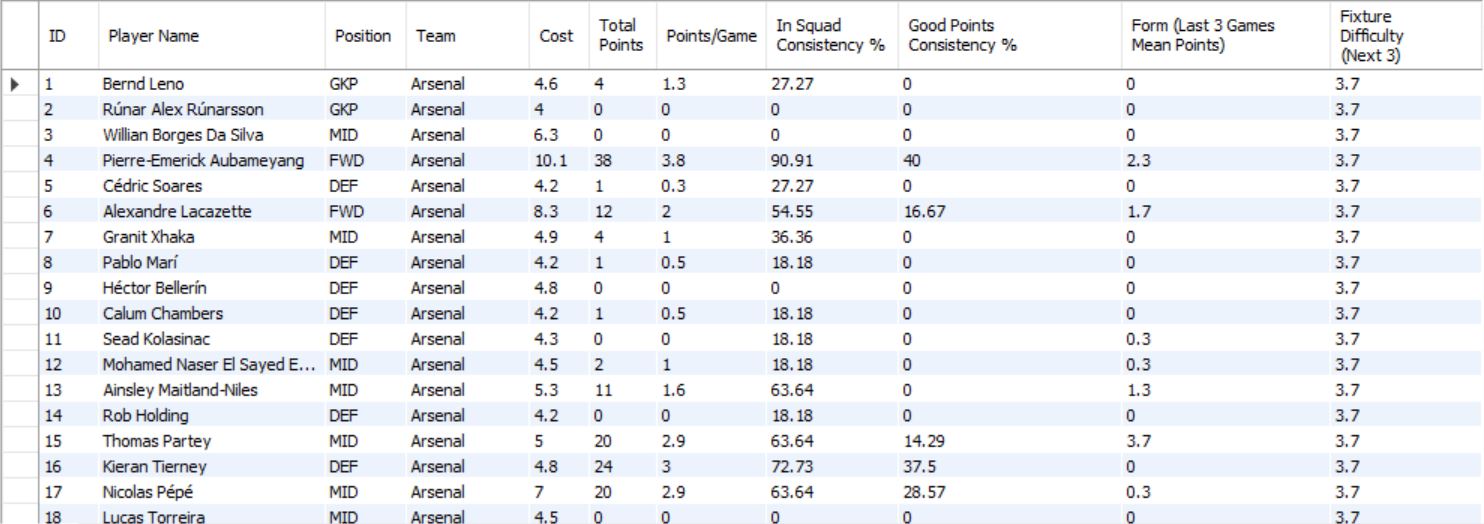 ID Player Name Position Team Cost Total Points Points/Game In Squad Consistency % Good Points Consistency % Form (Last 3 Games Mean Points) Fixture Difficulty (Next 3)
1 Bernd Leno GKP Arsenal 4.6 4 1.3 27.27 0 0 3.7
2 Rúnar Alex Rúnarsson GKP Arsenal 4 0 0 0 0 0 3.7
3 Willian Borges Da Silva MID Arsenal 6.3 0 0 0 0 0 3.7
4 Pierre-Emerick Aubameyang FWD Arsenal 10.1 38 3.8 90.91 40 2.3 3.7
5 Cédric Soares DEF Arsenal 4.2 1 0.3 27.27 0 0 3.7
6 Alexandre Lacazette FWD Arsenal 8.3 12 2 54.55 16.67 1.7 3.7
7 Granit Xhaka MID Arsenal 4.9 4 1 36.36 0 0 3.7
8 Pablo Marí DEF Arsenal 4.2 1 0.5 18.18 0 0 3.7
9 Héctor Bellerín DEF Arsenal 4.8 0 0 0 0 0 3.7
10 Calum Chambers DEF Arsenal 4.2 1 0.5 18.18 0 0 3.7
11 Sead Kolasinac DEF Arsenal 4.3 0 0 18.18 0 0.3 3.7
12 Mohamed Naser El Sayed E... MID Arsenal 4.5 2 1 18.18 0 0.3 3.7
13 Ainsley Maitland-Niles MID Arsenal 5.3 11 1.6 63.64 0 1.3 3.7
14 Rob Holding DEF Arsenal 4.2 0 0 18.18 0 0 3.7
15 Thomas Partey MID Arsenal 5 20 2.9 63.64 14.29 3.7 3.7
16 Kieran Tierney DEF Arsenal 4.8 24 3 72.73 37.5 0 3.7
17 Nicolas Pépé MID Arsenal 7 20 2.9 63.64 28.57 0.3 3.7
18 Lucas Torreira MID Arsenal 4.5 0 0 0 0 0 3.7